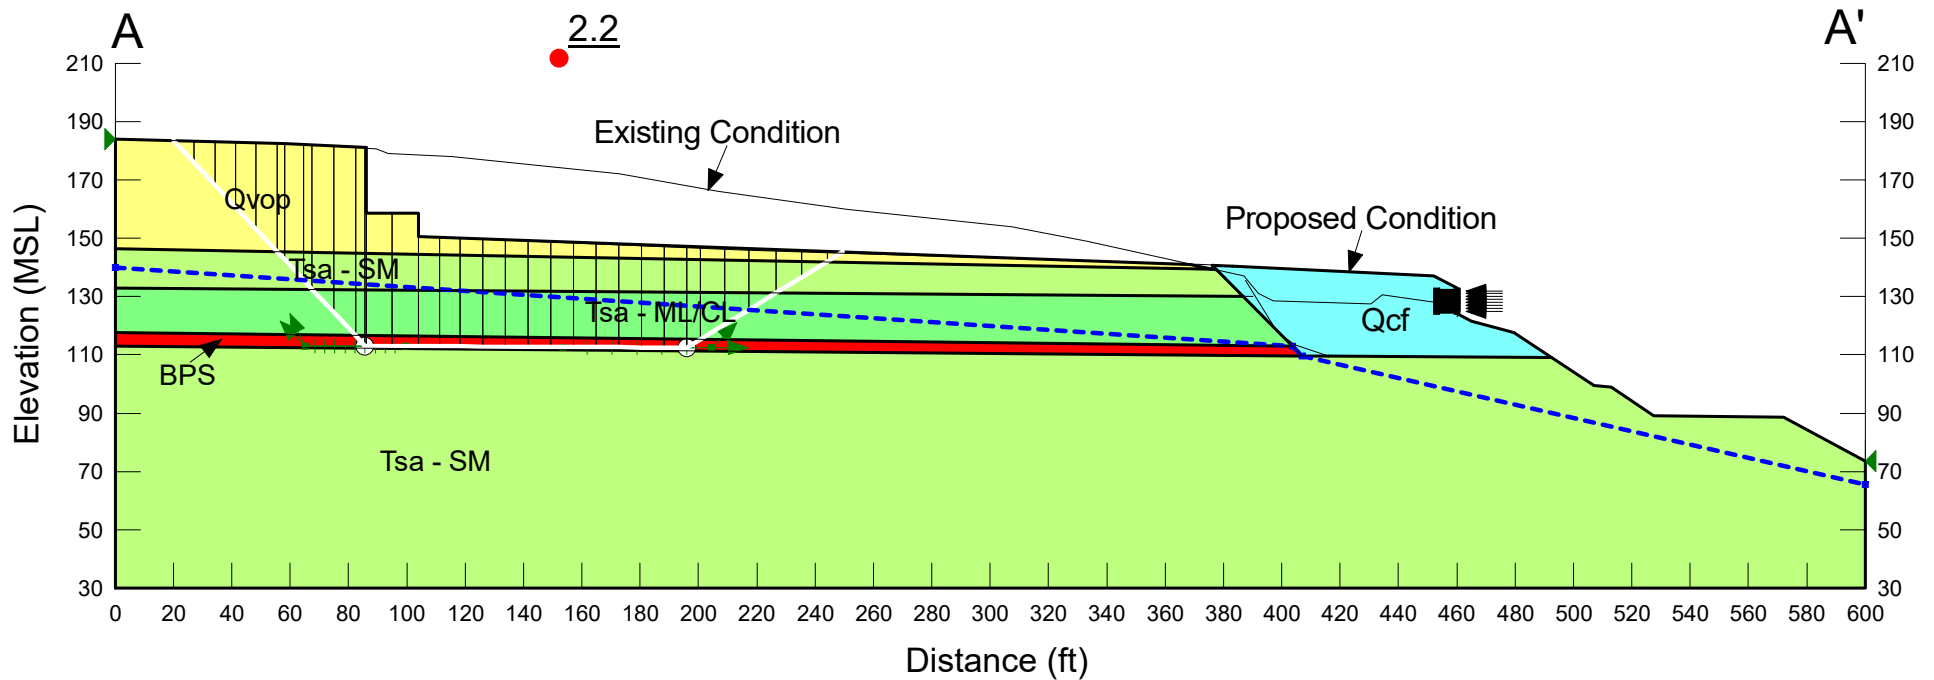 A
2.2
A'
210
210
190
Existing Condition
190
170
Qvop
170
Proposed Condition
150
150
Tsa - SM
130
Tsa - ML/CL
Qcf
130
110
BPS
110
90
90
Tsa - SM
70
70
50
50
30
30
0 20 40 60 80 100 120 140 160 180 200 220 240 260 280 300 320 340 360 380 400 420 440 460 480 500 520 540 560 580 600
Elevation (MSL)
Distance (ft)